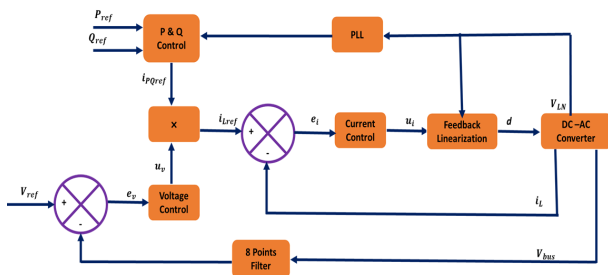 P_ref
Q_ref
P & Q
Control
PLL
i_PQref
V_LN
i_Lref
+
-
e_i
Current
Control
u_i
Feedback
Linearization
d
DC –AC
Converter
×
u_v
V_ref
+
-
e_v
Voltage
Control
i_L
8 Points
Filter
V_bus